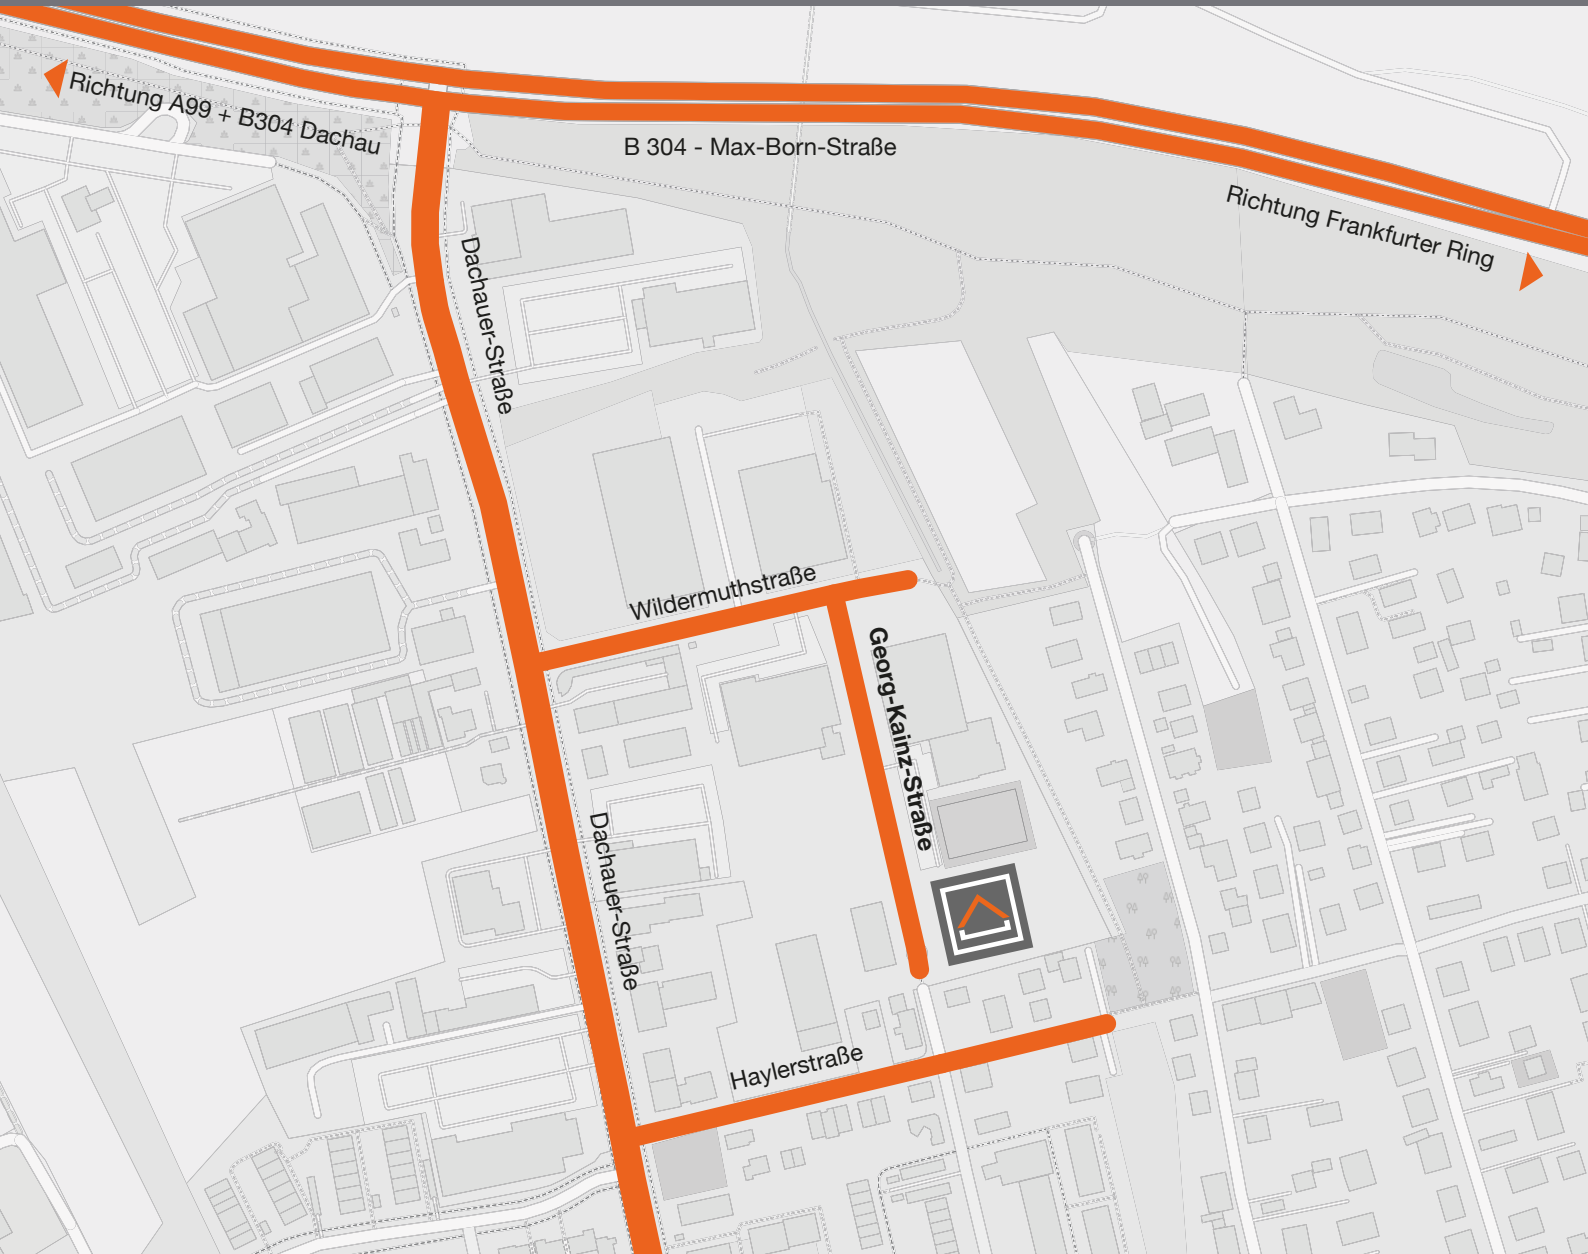 Richtung A99 + B304 Dachau
B 304 - Max-Born-Straße
Richtung Frankfurter Ring
Dachauer-Straße
Wildermuthstraße
Georg-Kainz-Straße
Dachauer-Straße
Haylerstraße